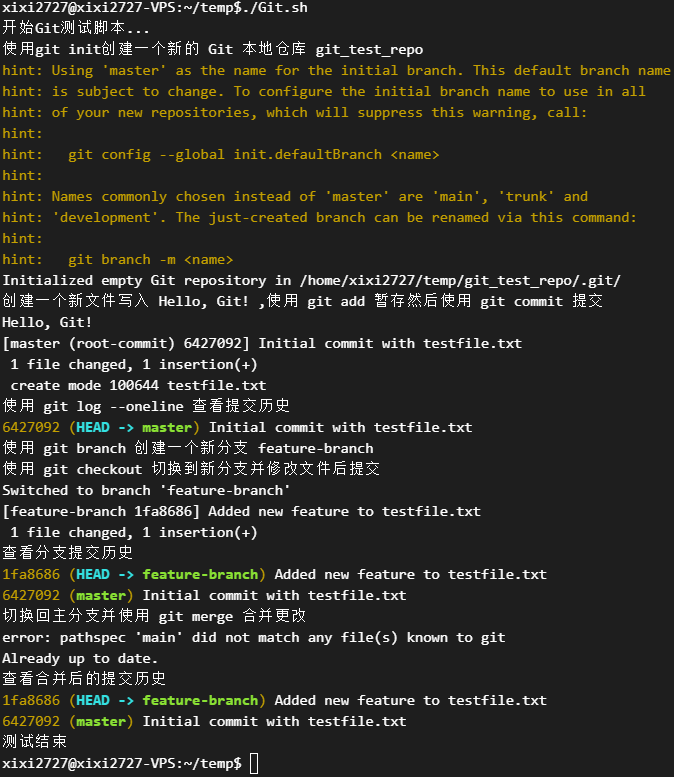 xixi2727@xixi2727-VPS:~/temp$./Git.sh
开始Git测试脚本...
使用git init创建一个新的 Git 本地仓库 git_test_repo
hint: Using 'master' as the name for the initial branch. This default branch name
hint: is subject to change. To configure the initial branch name to use in all
hint: of your new repositories, which will suppress this warning, call:
hint:
hint:   git config --global init.defaultBranch <name>
hint:
hint: Names commonly chosen instead of 'master' are 'main', 'trunk' and
hint: 'development'. The just-created branch can be renamed via this command:
hint:
hint:   git branch -m <name>
Initialized empty Git repository in /home/xixi2727/temp/git_test_repo/.git/
创建一个新文件写入 Hello, Git! ,使用 git add 暂存然后使用 git commit 提交
Hello, Git!
[master (root-commit) 6427092] Initial commit with testfile.txt
 1 file changed, 1 insertion(+)
 create mode 100644 testfile.txt
使用 git log --oneline 查看提交历史
6427092 (HEAD -> master) Initial commit with testfile.txt
使用 git branch 创建一个新分支 feature-branch
使用 git checkout 切换到新分支并修改文件后提交
Switched to branch 'feature-branch'
[feature-branch 1fa8686] Added new feature to testfile.txt
 1 file changed, 1 insertion(+)
查看分支提交历史
1fa8686 (HEAD -> feature-branch) Added new feature to testfile.txt
6427092 (master) Initial commit with testfile.txt
切换回主分支并使用 git merge 合并更改
error: pathspec 'main' did not match any file(s) known to git
Already up to date.
查看合并后的提交历史
1fa8686 (HEAD -> feature-branch) Added new feature to testfile.txt
6427092 (master) Initial commit with testfile.txt
测试结束
xixi2727@xixi2727-VPS:~/temp$